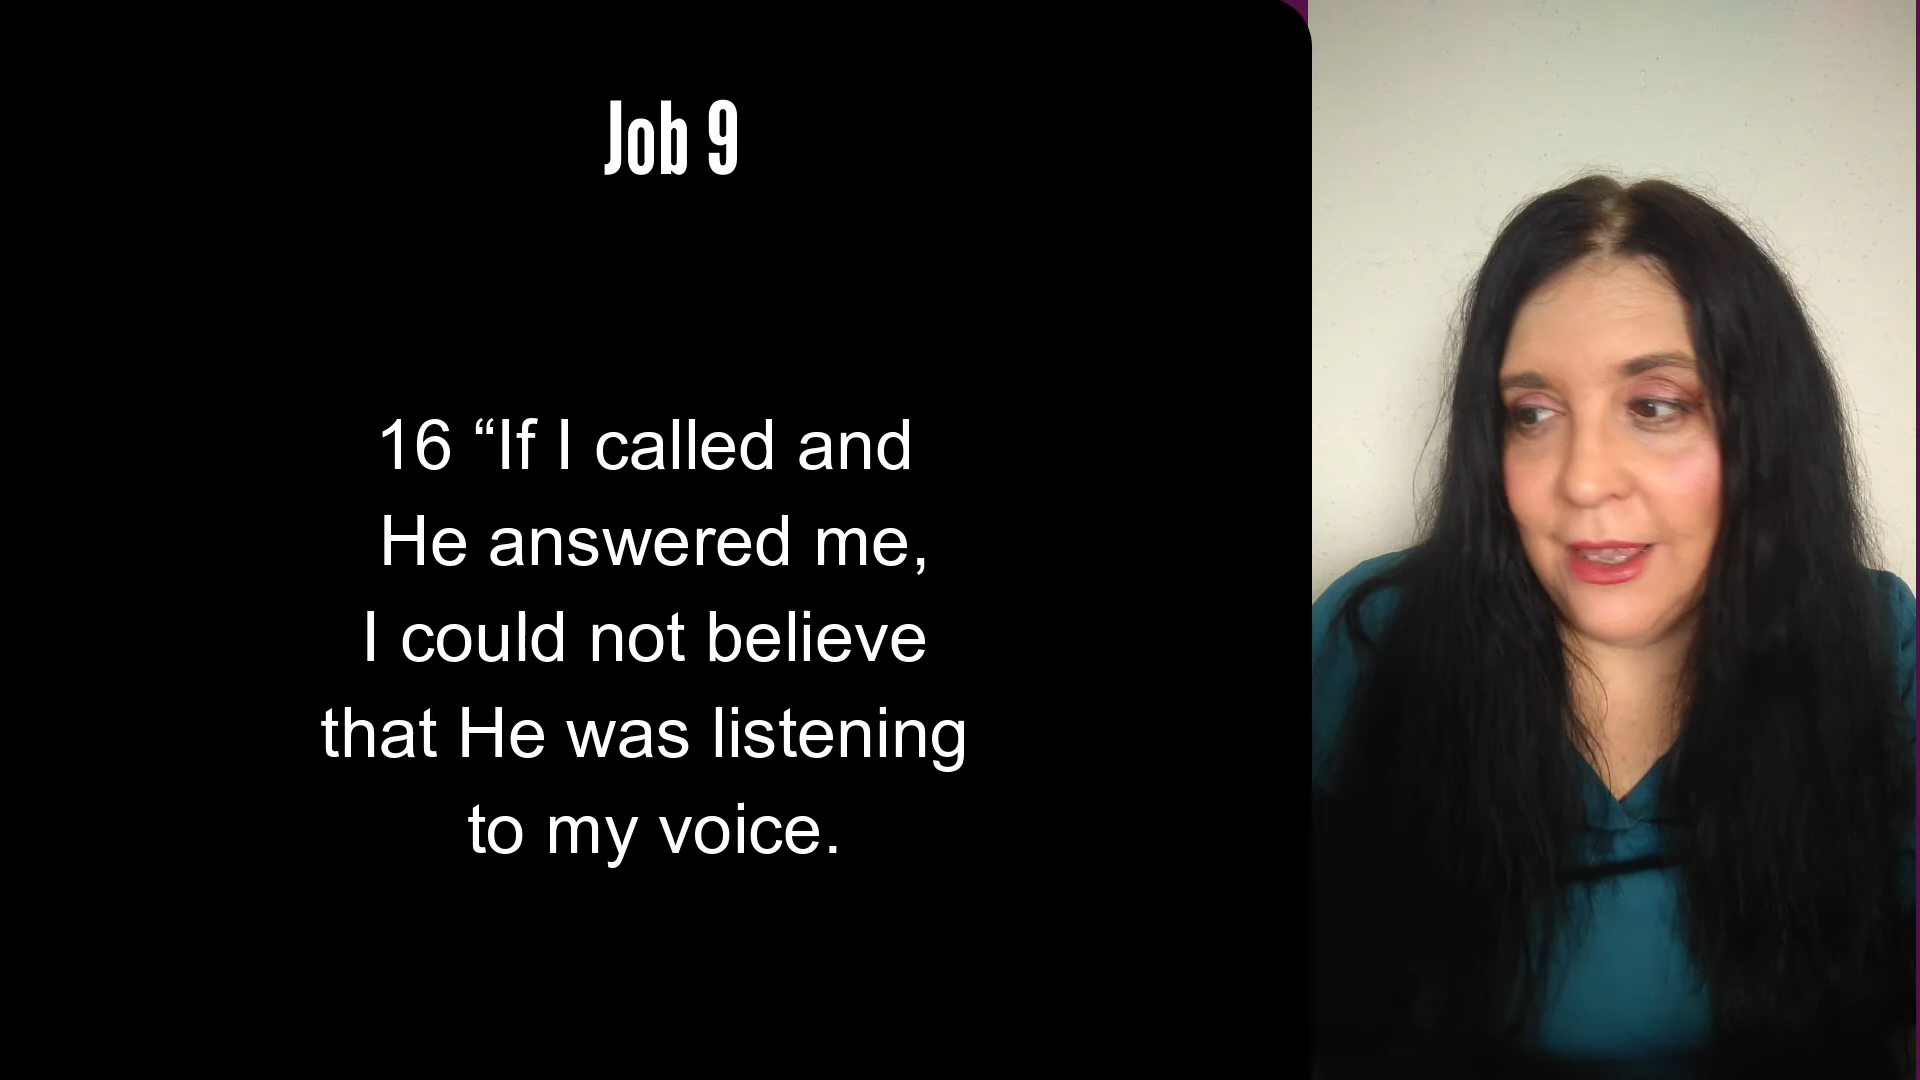 Job 9
16 “If I called and
He answered me,
I could not believe
that He was listening
to my voice.